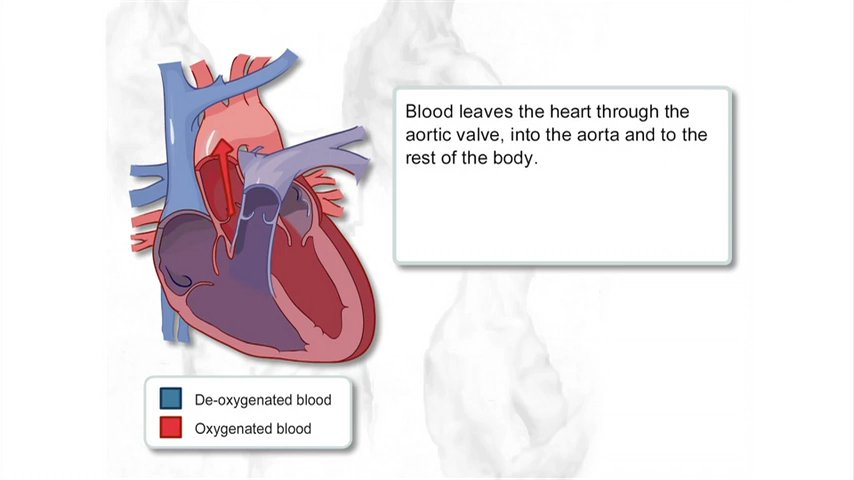 Blood leaves the heart through the
aortic valve, into the aorta and to the
rest of the body.
De-oxygenated blood
Oxygenated blood